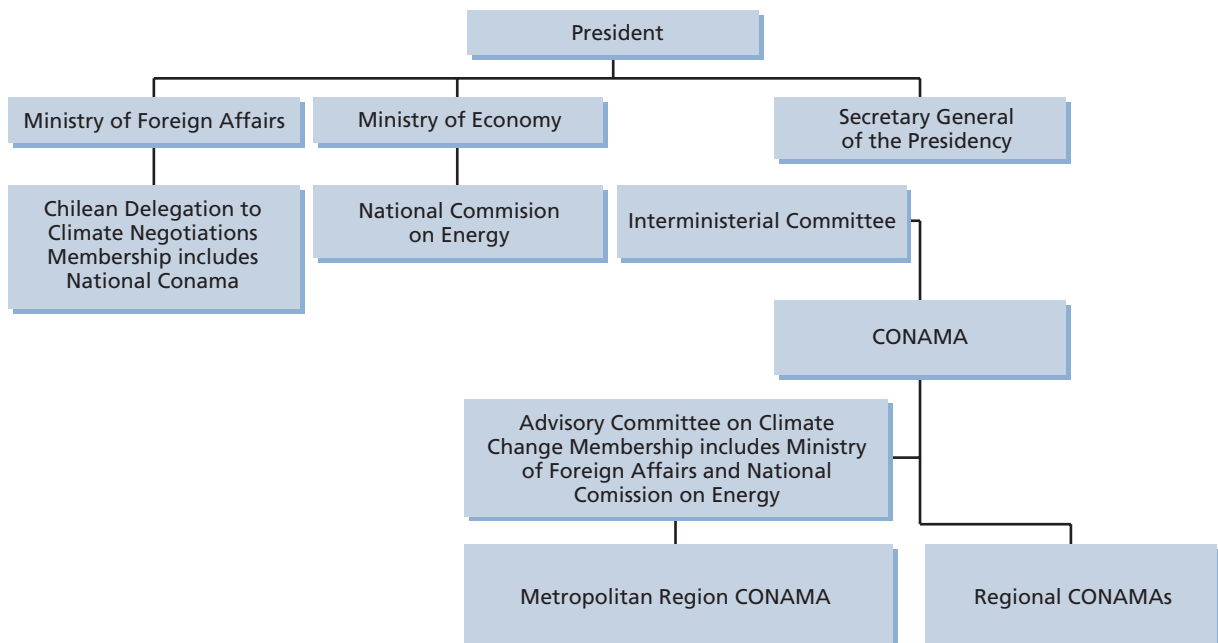 President
Ministry of Foreign Affairs
Ministry of Economy
Secretary General
of the Presidency
Chilean Delegation to
Climate Negotiations
Membership includes
National Conama
National Commision
on Energy
Interministerial Committee
CONAMA
Advisory Committee on Climate
Change Membership includes Ministry
of Foreign Affairs and National
Comission on Energy
Metropolitan Region CONAMA
Regional CONAMAs